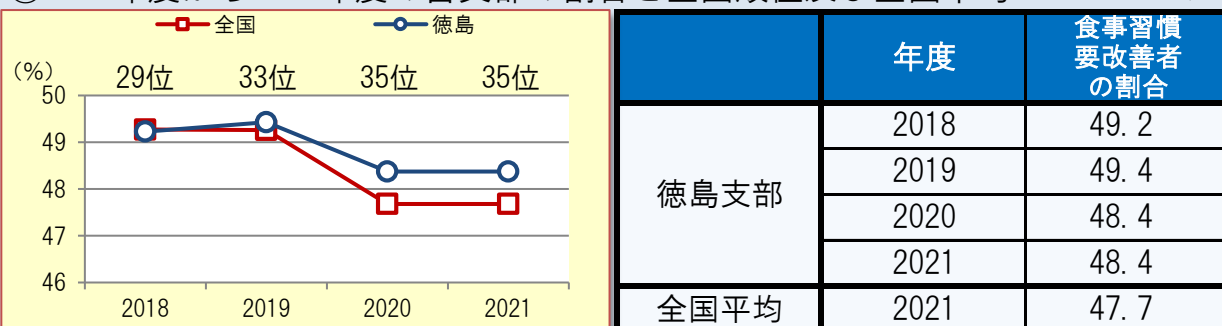 全国 徳島
(%) 29位 33位 35位 35位
50
49
48
47
46
2018 2019 2020 2021
年度 食事習慣
要改善者
の割合
徳島支部 2018 49.2
2019 49.4
2020 48.4
2021 48.4
全国平均 2021 47.7